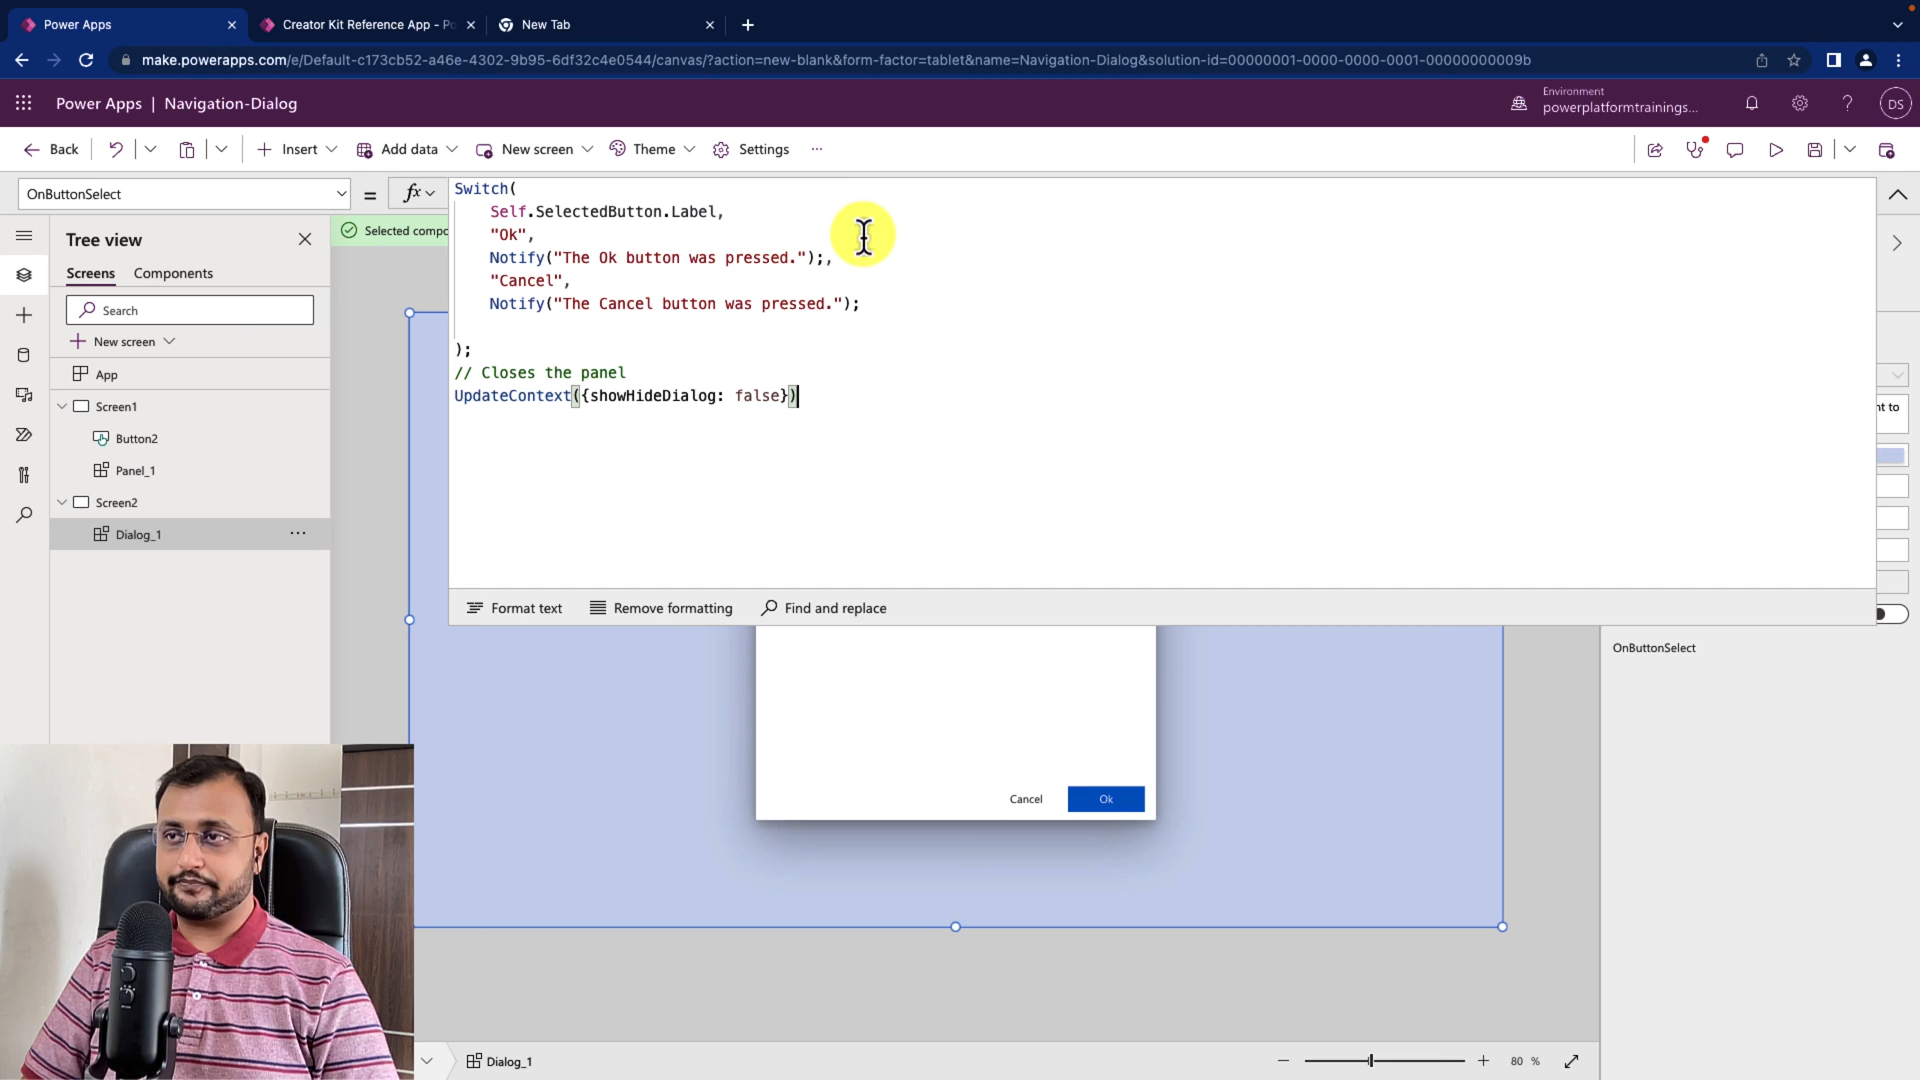 Power Apps
Creator Kit Reference App - Po
New Tab
make.powerapps.com/e/Default-c173cb52-a46e-4302-9b95-6df32c4e0544/canvas/?action=new-blank&form-factor=tablet&name=Navigation-Dialog&solution-id=00000001-0000-0000-0001-00000000009b
Power Apps | Navigation-Dialog
Environment
powerplatformtrainings...
DS
Back
Insert
Add data
New screen
Theme
Settings
OnButtonSelect
=
fx
Switch(
Self.SelectedButton.Label,
"Ok",
Notify("The Ok button was pressed.");,
"Cancel",
Notify("The Cancel button was pressed.");
);
// Closes the panel
UpdateContext({showHideDialog: false})
Tree view
Selected compo
Screens
Components
Search
New screen
App
Screen1
Button2
Panel_1
Screen2
Dialog_1
nt to
Format text
Remove formatting
Find and replace
OnButtonSelect
Cancel
Ok
Dialog_1
80 %